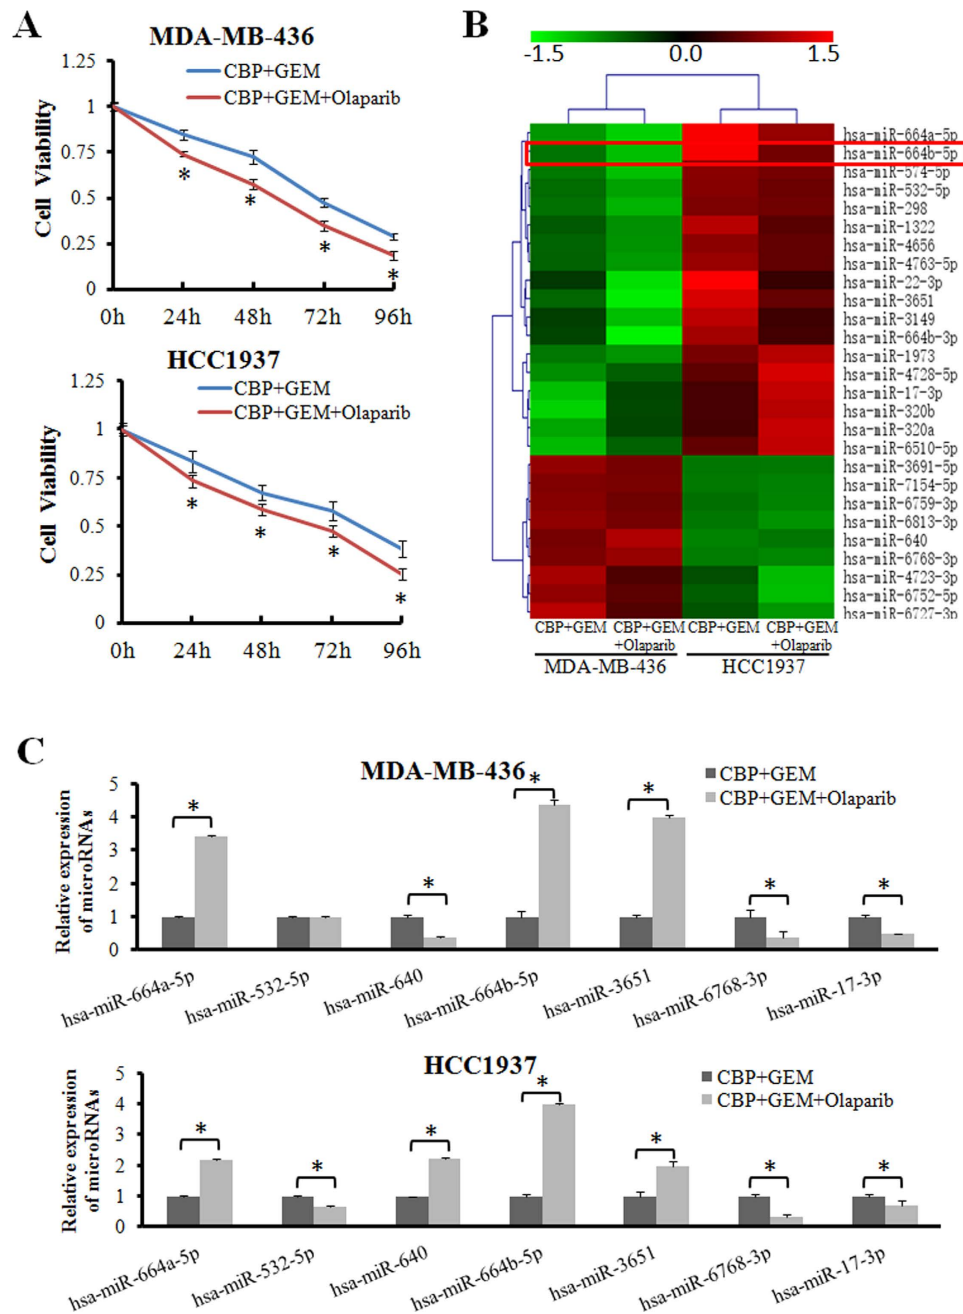 A
MDA-MB-436
CBP+GEM
CBP+GEM+Olaparib
Cell Viability
1.25
1
0.75
0.5
0.25
0
*
*
*
*
0h
24h
48h
72h
96h
HCC1937
CBP+GEM
CBP+GEM+Olaparib
Cell Viability
1.25
1
0.75
0.5
0.25
0
*
*
*
*
0h
24h
48h
72h
96h
B
-1.5
0.0
1.5
hsa-miR-664a-5p
hsa-miR-664b-5p
hsa-miR-574-5p
hsa-miR-532-5p
hsa-miR-298
hsa-miR-1322
hsa-miR-4656
hsa-miR-4763-5p
hsa-miR-22-3p
hsa-miR-3651
hsa-miR-3149
hsa-miR-664b-3p
hsa-miR-1973
hsa-miR-4728-5p
hsa-miR-17-3p
hsa-miR-320b
hsa-miR-320a
hsa-miR-6510-5p
hsa-miR-3691-5p
hsa-miR-7154-5p
hsa-miR-6759-3p
hsa-miR-6813-3p
hsa-miR-640
hsa-miR-6768-3p
hsa-miR-4723-3p
hsa-miR-6752-5p
hsa-miR-6727-3p
CBP+GEM
CBP+GEM
+Olaparib
CBP+GEM
CBP+GEM
+Olaparib
MDA-MB-436
HCC1937
C
MDA-MB-436
CBP+GEM
CBP+GEM+Olaparib
Relative expression
of microRNAs
5
4
3
2
1
0
*
*
*
*
*
*
hsa-miR-664a-5p
hsa-miR-532-5p
hsa-miR-640
hsa-miR-664b-5p
hsa-miR-3651
hsa-miR-6768-3p
hsa-miR-17-3p
HCC1937
CBP+GEM
CBP+GEM+Olaparib
Relative expression
of microRNAs
5
4
3
2
1
0
*
*
*
*
*
*
*
hsa-miR-664a-5p
hsa-miR-532-5p
hsa-miR-640
hsa-miR-664b-5p
hsa-miR-3651
hsa-miR-6768-3p
hsa-miR-17-3p